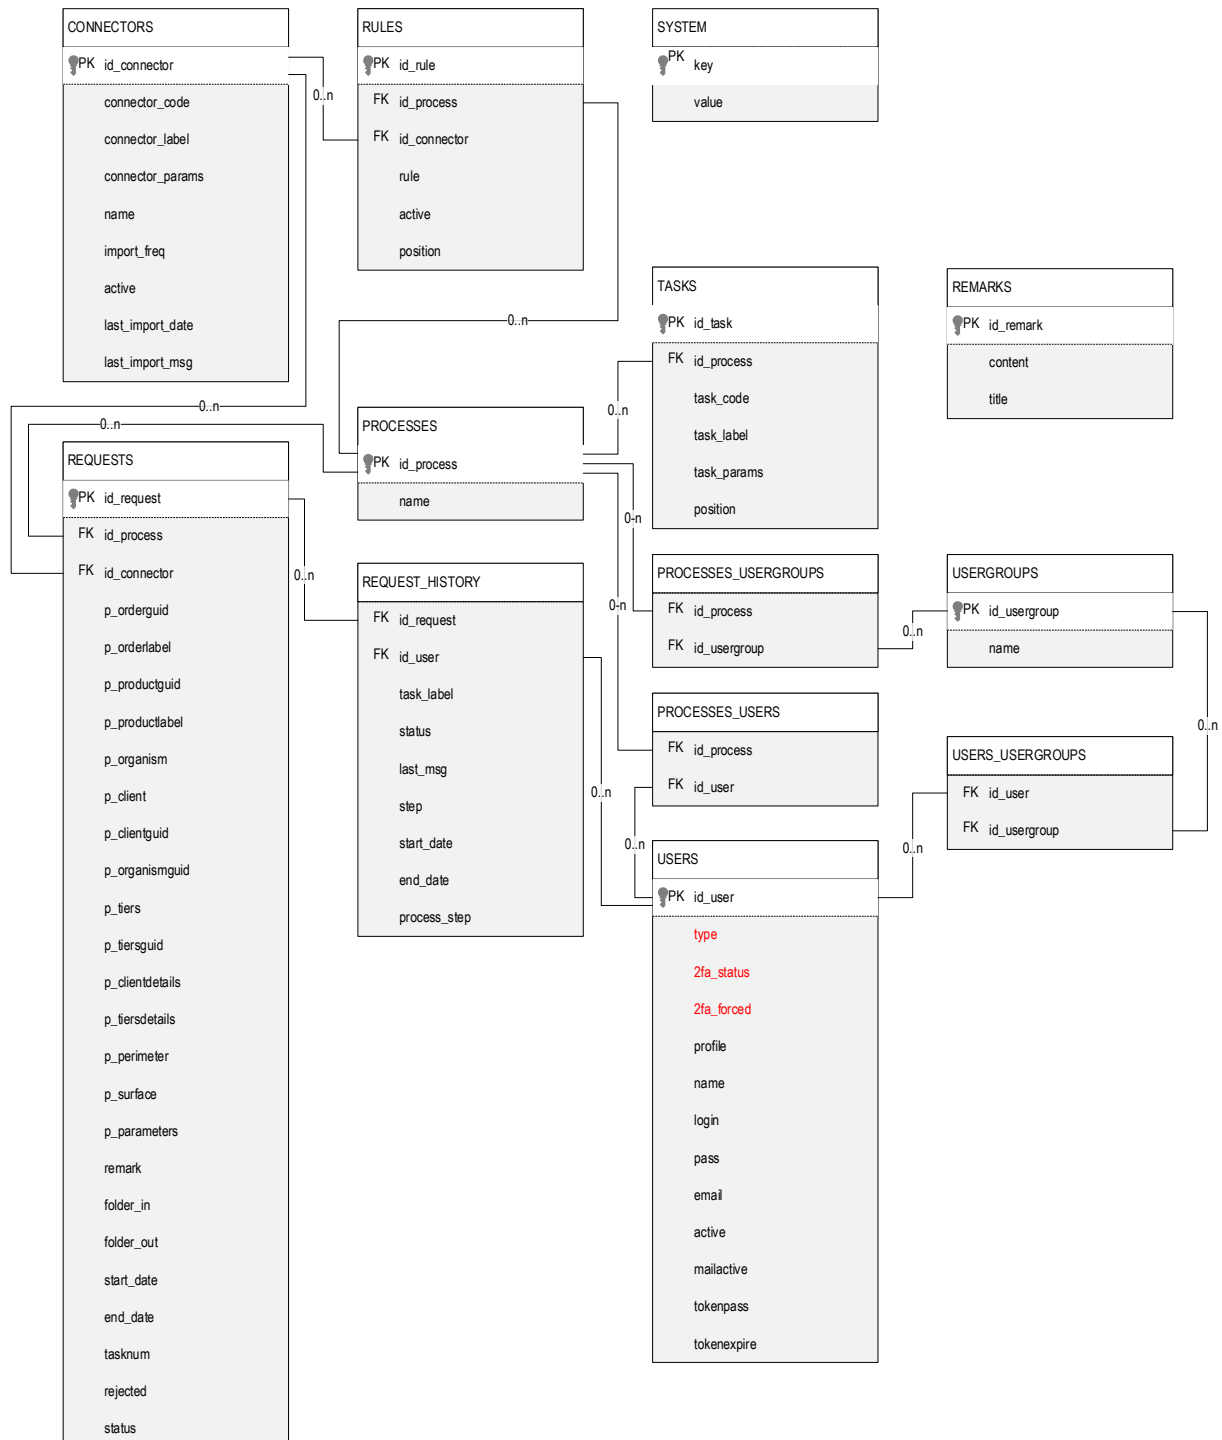 CONNECTORS
PK id_connector
connector_code
connector_label
connector_params
name
import_freq
active
last_import_date
last_import_msg
0..n
RULES
PK id_rule
FK id_process
FK id_connector
rule
active
position
SYSTEM
PK key
value
0..n
0..n
0..n
PROCESSES
PK id_process
name
TASKS
PK id_task
FK id_process
task_code
task_label
task_params
position
0..n
REMARKS
PK id_remark
content
title
REQUESTS
PK id_request
FK id_process
FK id_connector
p_orderguid
p_orderlabel
p_productguid
p_productlabel
p_organism
p_client
p_clientguid
p_organismguid
p_tiers
p_tiersguid
p_clientdetails
p_tiersdetails
p_perimeter
p_surface
p_parameters
remark
folder_in
folder_out
start_date
end_date
tasknum
rejected
status
0..n
REQUEST_HISTORY
FK id_request
FK id_user
task_label
status
last_msg
step
start_date
end_date
process_step
0-n
0-n
0..n
0..n
PROCESSES_USERGROUPS
FK id_process
FK id_usergroup
0..n
USERGROUPS
PK id_usergroup
name
0..n
PROCESSES_USERS
FK id_process
FK id_user
USERS_USERGROUPS
FK id_user
FK id_usergroup
0..n
USERS
PK id_user
type
2fa_status
2fa_forced
profile
name
login
pass
email
active
mailactive
tokenpass
tokenexpire